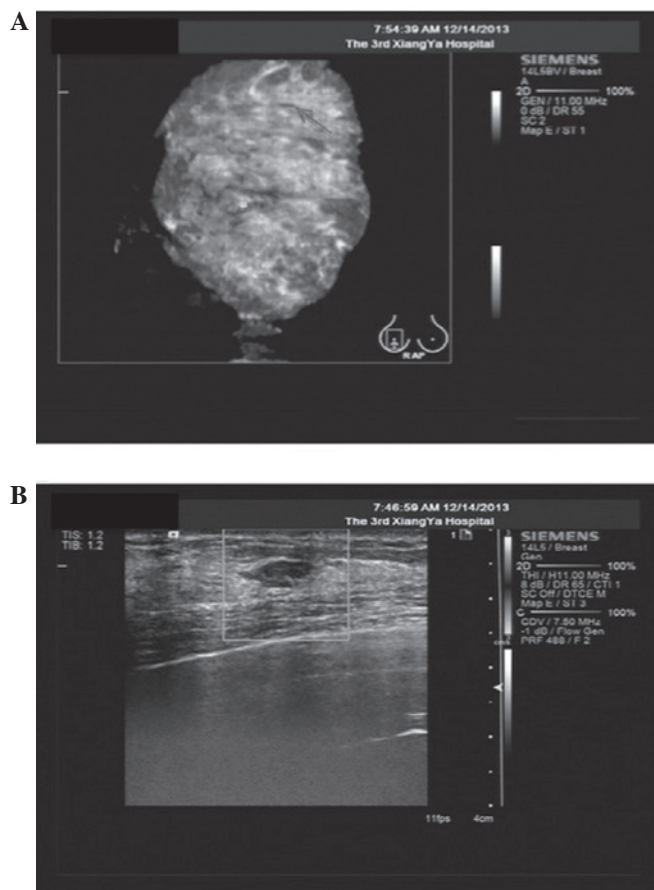 A
7:54:39 AM 12/14/2013
The 3rd XiangYa Hospital
SIEMENS
14L5BV / Breast
A
2D 100%
GEN / 11.00 MHz
0 dB / DR 55
SC 2
Map E / ST 1
R AP
B
7:46:59 AM 12/14/2013
The 3rd XiangYa Hospital
TIS: 1.2
TIB: 1.2
1
SIEMENS
14L5 / Breast
Gen
2D 100%
THI / H11.00 MHz
8 dB / DR 65 / CTI 1
SC Off / DTCE M
Map E / ST 3
C 100%
CDV / 7.50 MHz
-1 dB / Flow Gen
PRF 488 / F 2
cm/s
11fps 4cm